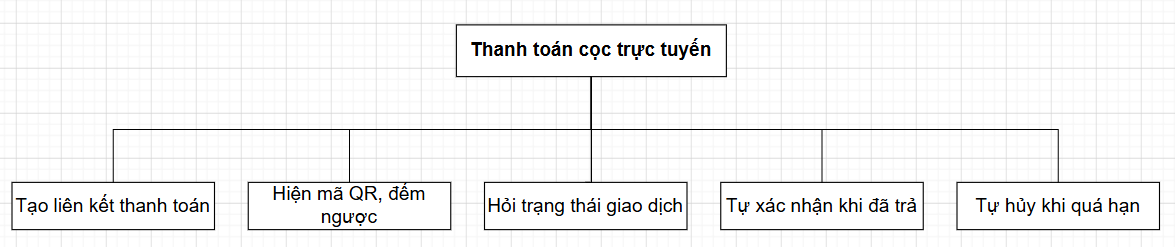 Thanh toán cọc trực tuyến
Tạo liên kết thanh toán
Hiện mã QR, đếm
ngược
Hỏi trạng thái giao dịch
Tự xác nhận khi đã trả
Tự hủy khi quá hạn